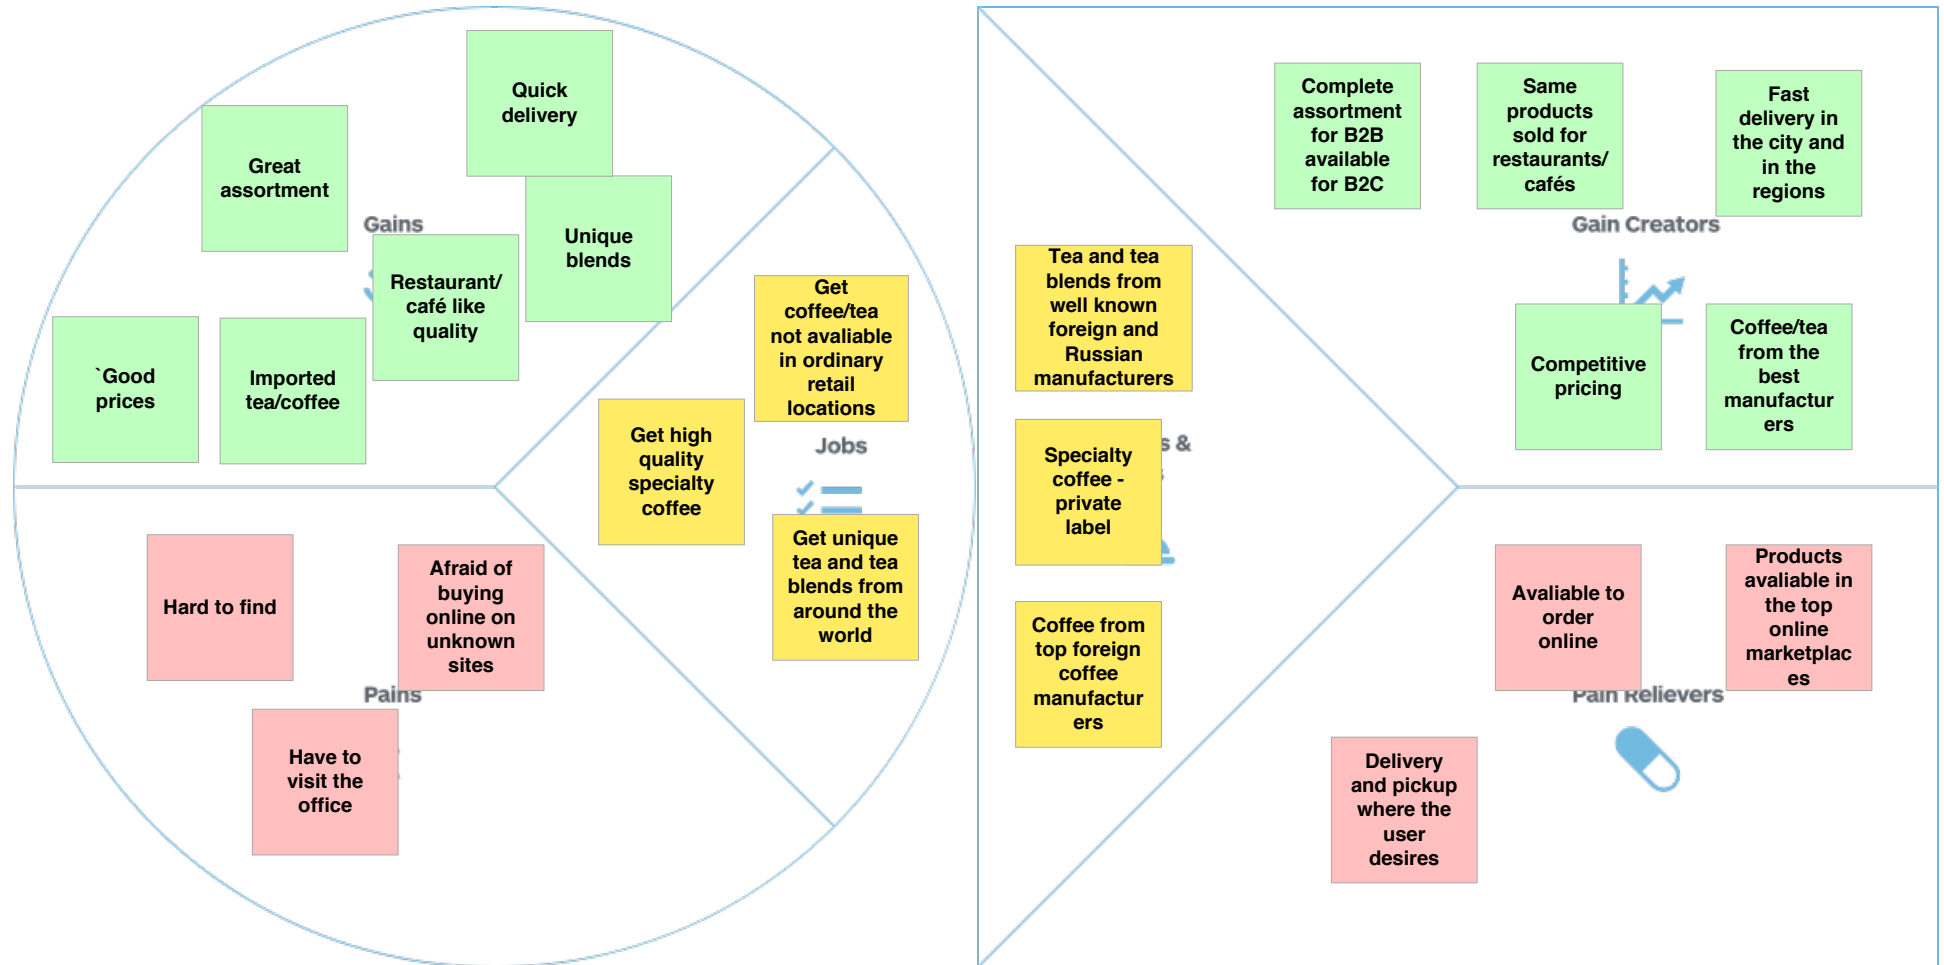 Quick
delivery
Great
assortment
Gains
Unique
blends
Restaurant/
café like
quality
`Good
prices
Imported
tea/coffee
Get
coffee/tea
not avaliable
in ordinary
retail
locations
Get high
quality
specialty
coffee
Jobs
Get unique
tea and tea
blends from
around the
world
Hard to find
Afraid of
buying
online on
unknown
sites
Pains
Have to
visit the
office
Tea and tea
blends from
well known
foreign and
Russian
manufacturers
s &
s
Specialty
coffee -
private
label
Coffee from
top foreign
coffee
manufactur
ers
Complete
assortment
for B2B
available
for B2C
Same
products
sold for
restaurants/
cafés
Fast
delivery in
the city and
in the
regions
Gain Creators
Competitive
pricing
Coffee/tea
from the
best
manufactur
ers
Avaliable to
order
online
Products
avaliable in
the top
online
marketplac
es
Pain Relievers
Delivery
and pickup
where the
user
desires